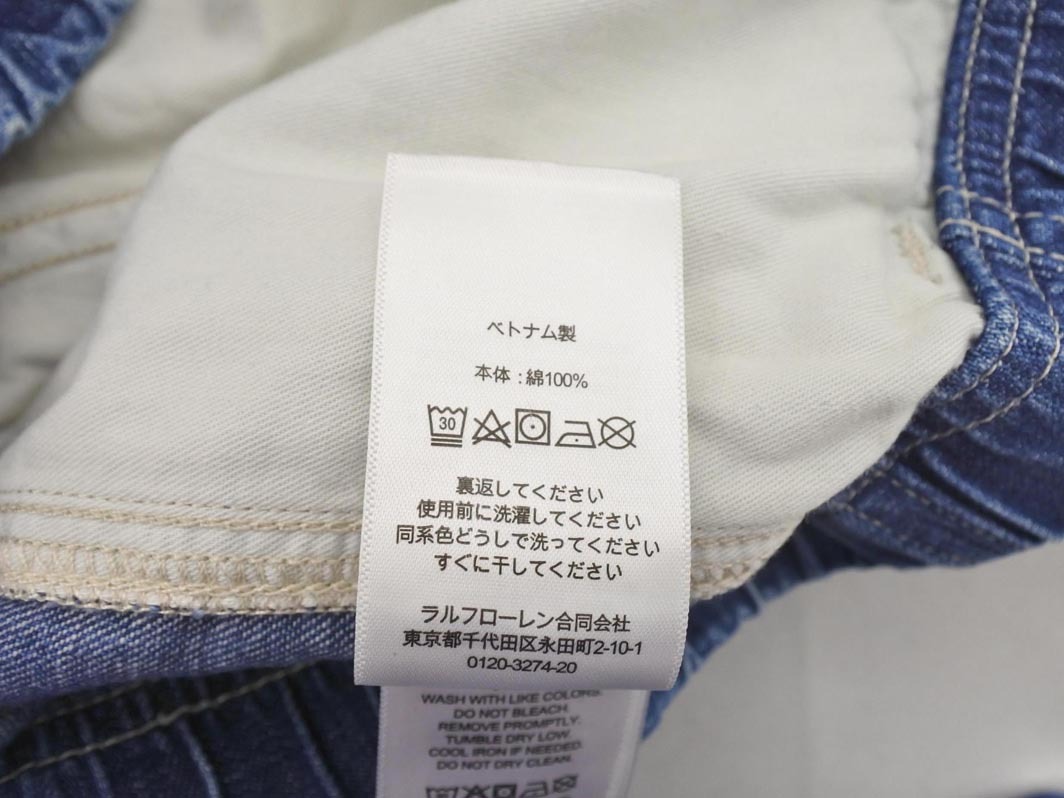 ベトナム製
本体 : 綿100%
30
裏返してください
使用前に洗濯してください
同系色どうしで洗ってください
すぐに干してください
ラルフローレン合同会社
東京都千代田区永田町2-10-1
0120-3274-20
WASH WITH LIKE COLORS.
DO NOT BLEACH.
REMOVE PROMPTLY.
TUMBLE DRY LOW.
COOL IRON IF NEEDED.
DO NOT DRY CLEAN.